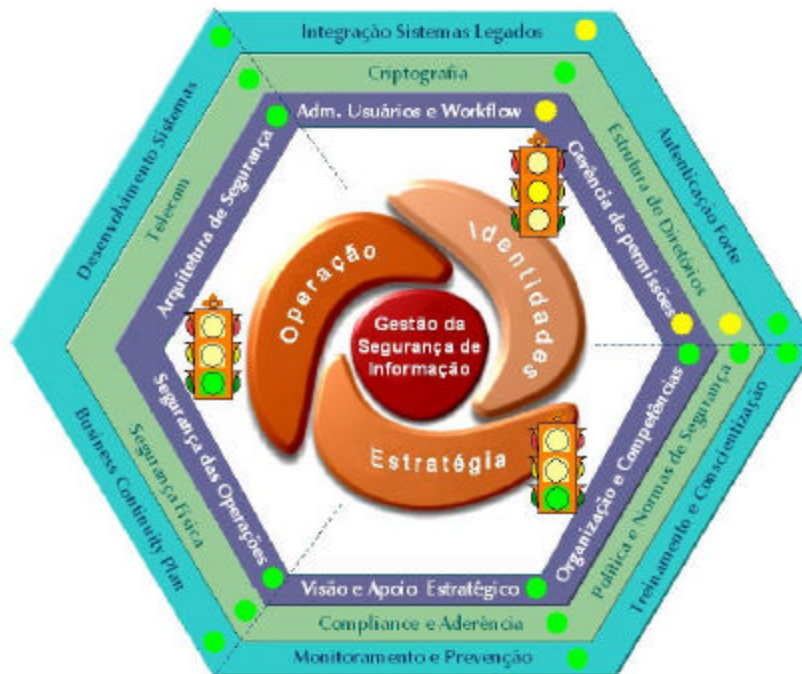 Integração Sistemas Legados
Criptografia
Adm. Usuários e Workflow
Desenvolvimento Sistemas
Telecom
Arquitetura de Segurança
Gerência de permissões
Estrutura de Diretórios
Autenticação Forte
Operação
Identidades
Gestão da
Segurança de
Informação
Estratégia
Business Continuity Plan
Segurança Física
Segurança das Operações
Organização e Competências
Política e Normas de Segurança
Treinamento e Conscientização
Visão e Apoio Estratégico
Compliance e Aderência
Monitoramento e Prevenção